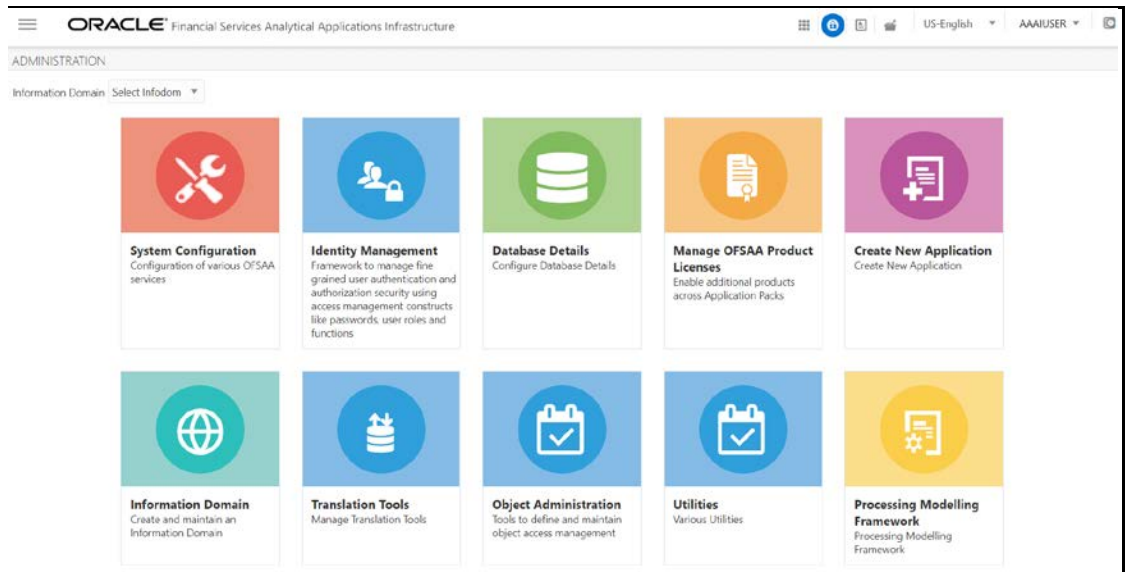 ORACLE® Financial Services Analytical Applications Infrastructure
US-English
AAAIUSER
ADMINISTRATION
Information Domain Select Infodom
System Configuration
Configuration of various OFSAA
services
Identity Management
Framework to manage fine
grained user authentication and
authorization security using
access management constructs
like passwords, user roles and
functions
Database Details
Configure Database Details
Manage OFSAA Product
Licenses
Enable additional products
across Application Packs
Create New Application
Create New Application
Information Domain
Create and maintain an
Information Domain
Translation Tools
Manage Translation Tools
Object Administration
Tools to define and maintain
object access management
Utilities
Various Utilities
Processing Modelling
Framework
Processing Modelling
Framework